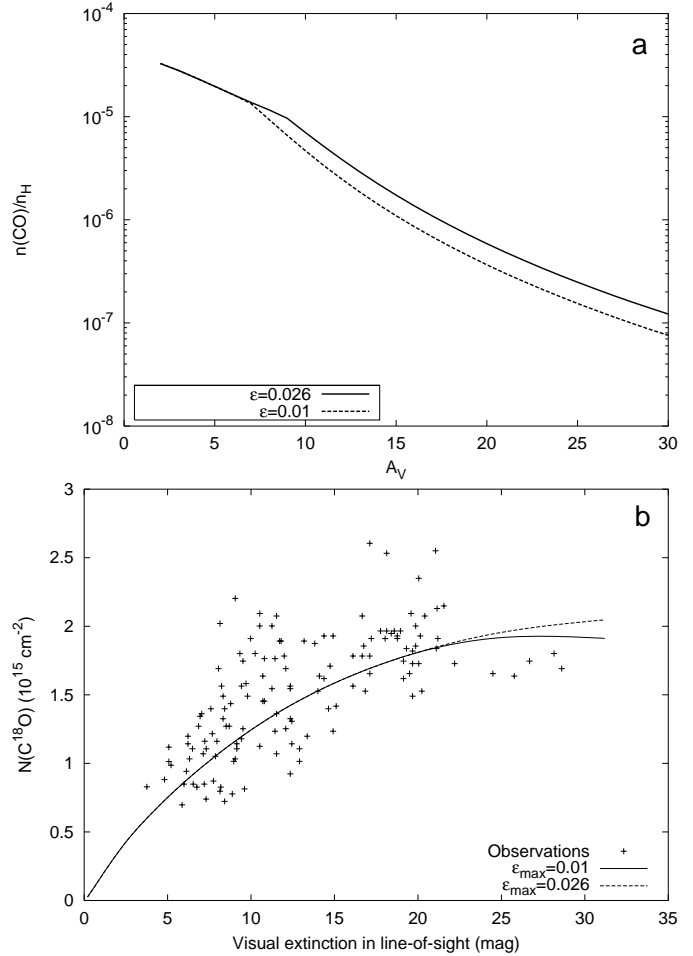 a
10⁻⁴
10⁻⁵
10⁻⁶
10⁻⁷
10⁻⁸
n(CO)/n_H
ε=0.026
ε=0.01
0 5 10 15 20 25 30
A_V
b
3
2.5
2
1.5
1
0.5
0
N(C¹⁸O) (10¹⁵ cm⁻²)
Observations
ε_max=0.01
ε_max=0.026
0 5 10 15 20 25 30 35
Visual extinction in line-of-sight (mag)